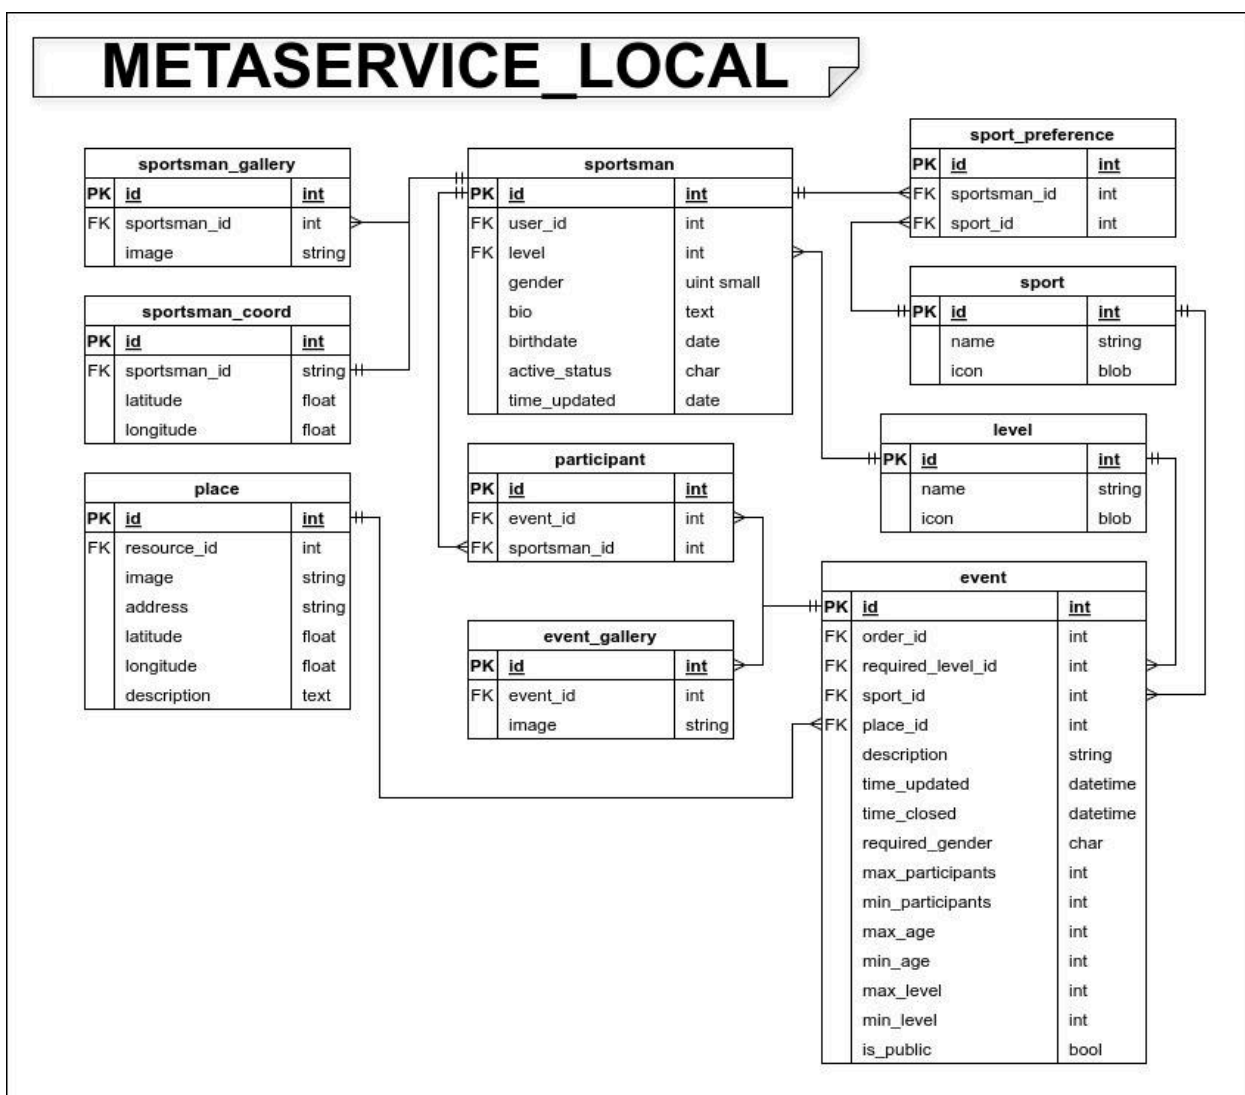 METASERVICE_LOCAL
sportsman_gallery
PK id int
FK sportsman_id int
image string
sportsman_coord
PK id int
FK sportsman_id string
latitude float
longitude float
place
PK id int
FK resource_id int
image string
address string
latitude float
longitude float
description text
sportsman
PK id int
FK user_id int
FK level int
gender uint small
bio text
birthdate date
active_status char
time_updated date
participant
PK id int
FK event_id int
FK sportsman_id int
event_gallery
PK id int
FK event_id int
image string
sport_preference
PK id int
FK sportsman_id int
FK sport_id int
sport
PK id int
name string
icon blob
level
PK id int
name string
icon blob
event
PK id int
FK order_id int
FK required_level_id int
FK sport_id int
FK place_id int
description string
time_updated datetime
time_closed datetime
required_gender char
max_participants int
min_participants int
max_age int
min_age int
max_level int
min_level int
is_public bool